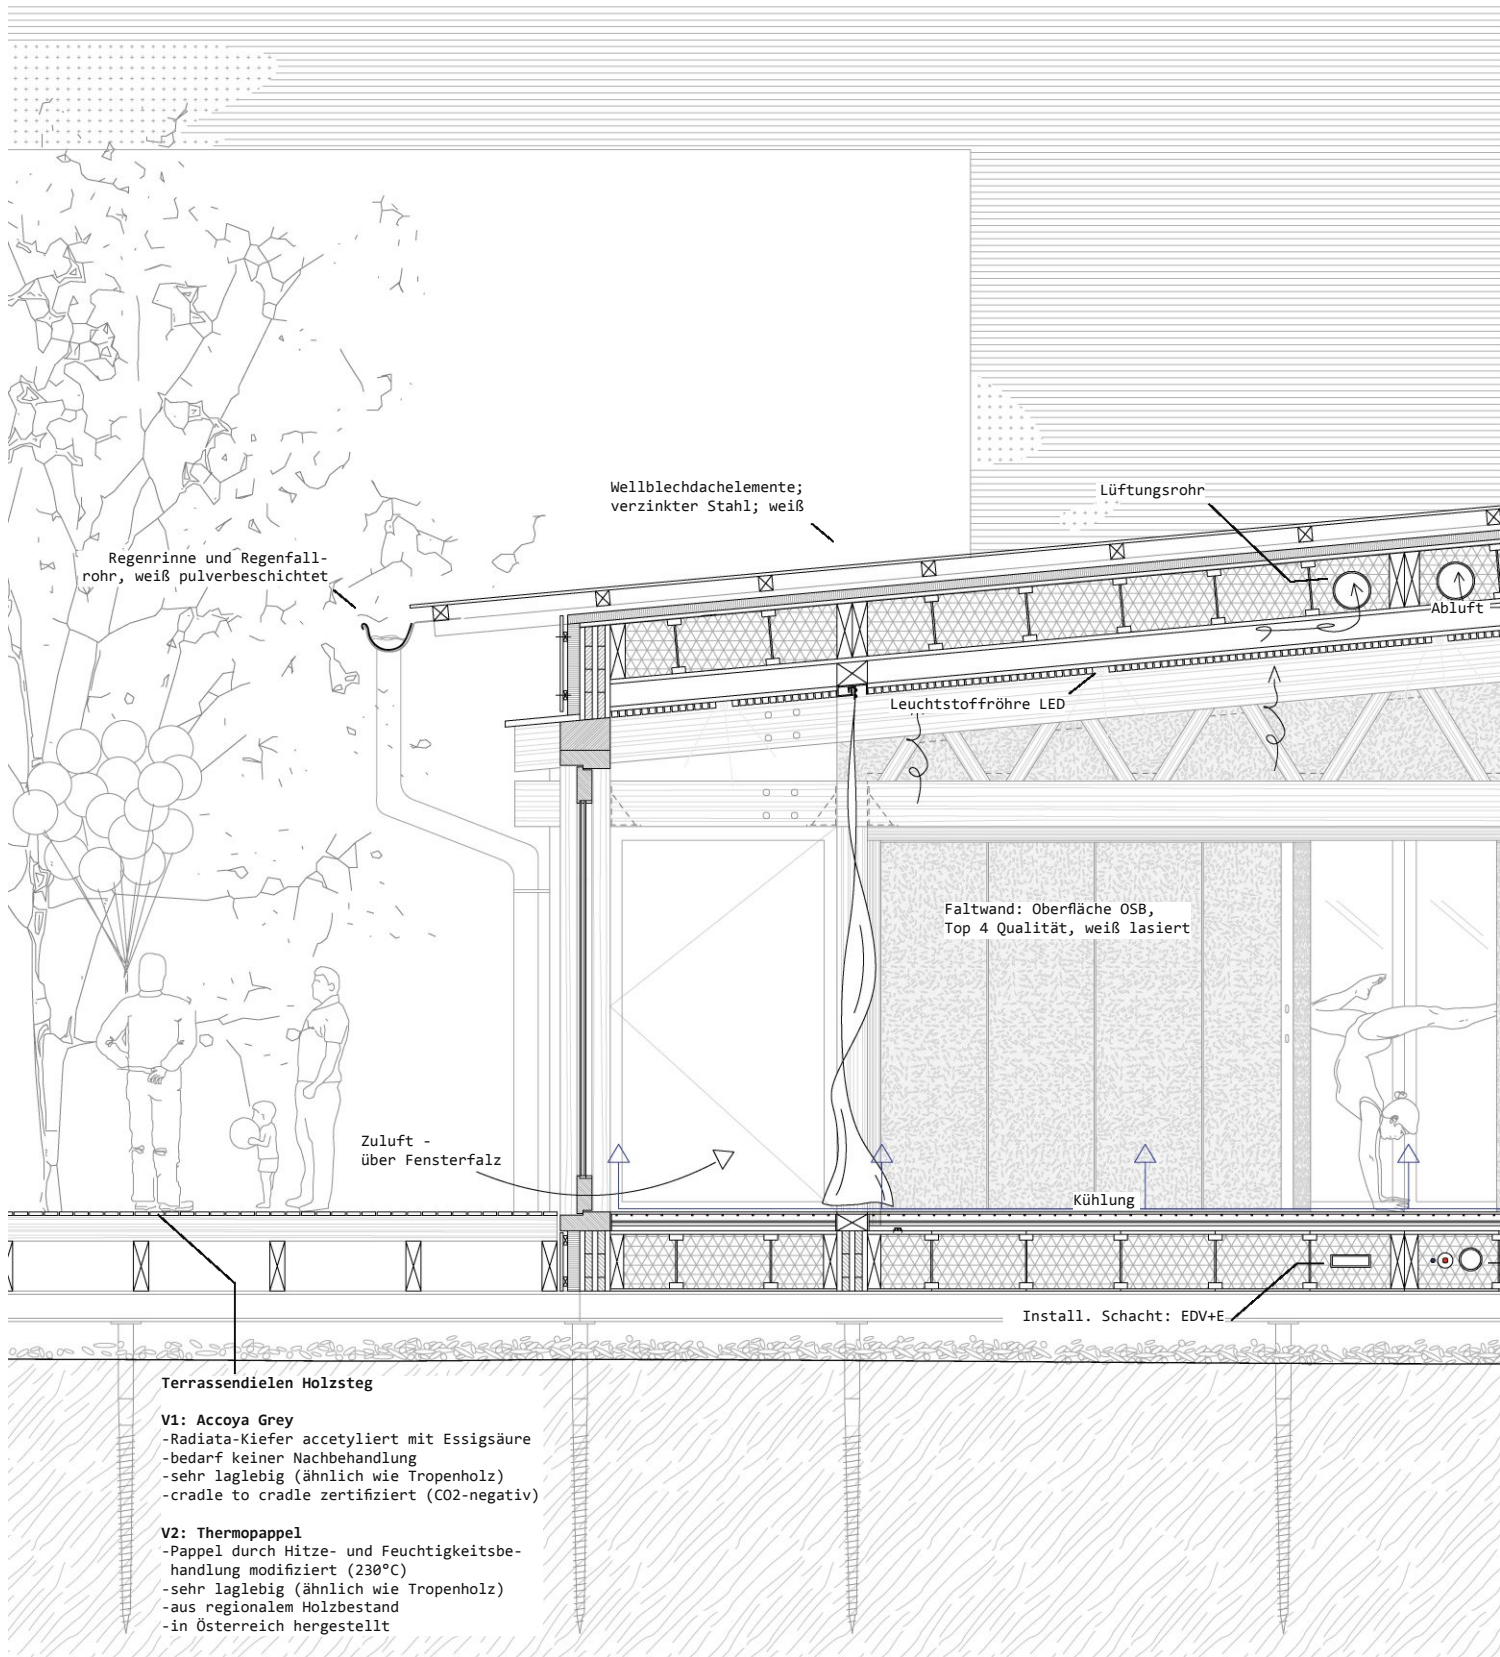 Wellblechdachelemente;
verzinkter Stahl; weiß
Lüftungsrohr
Regenrinne und Regenfall-
rohr, weiß pulverbeschichtet
Abluft
Leuchtstoffröhre LED
Faltwand: Oberfläche OSB,
Top 4 Qualität, weiß lasiert
Zuluft -
über Fensterfalz
Kühlung
Install. Schacht: EDV+E
Terrassendielen Holzsteg
V1: Accoya Grey
-Radiata-Kiefer accetyliert mit Essigsäure
-bedarf keiner Nachbehandlung
-sehr laglebig (ähnlich wie Tropenholz)
-cradle to cradle zertifiziert (CO2-negativ)
V2: Thermopappel
-Pappel durch Hitze- und Feuchtigkeitsbe-
handlung modifiziert (230°C)
-sehr laglebig (ähnlich wie Tropenholz)
-aus regionalem Holzbestand
-in Österreich hergestellt